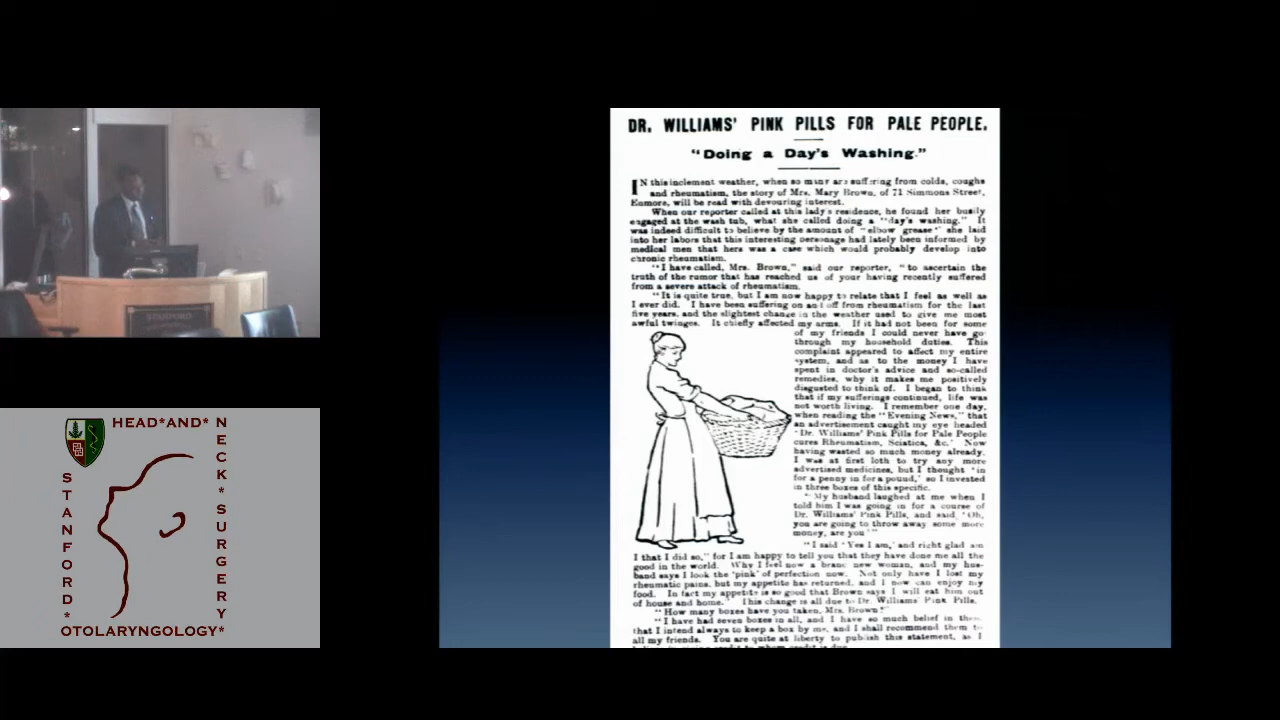 DR. WILLIAMS' PINK PILLS FOR PALE PEOPLE.
"Doing a Day's Washing."
IN this inclement weather, when so many are suffering from colds, coughs
and rheumatism, the story of Mrs. Mary Brown, of 71 Simmons Street,
Enmore, will be read with devouring interest.
When our reporter called at this lady's residence, he found her busily
engaged at the wash tub, what she called doing a "day's washing." It
was indeed difficult to believe by the amount of "elbow grease" she laid
into her labors that this interesting personage had lately been informed by
medical men that hers was a case which would probably develop into
chronic rheumatism.
"I have called, Mrs. Brown," said our reporter, "to ascertain the
truth of the rumor that has reached us of your having recently suffered
from a severe attack of rheumatism.
"It is quite true, but I am now happy to relate that I feel as well as
I ever did. I have been suffering on and off from rheumatism for the last
five years, and the slightest change in the weather used to give me most
awful twinges. It chiefly affected my arms. If it had not been for some
of my friends I could never have go
through my household duties. This
complaint appeared to affect my entire
system, and as to the money I have
spent in doctor's advice and so-called
remedies, why it makes me positively
disgusted to think of. I began to think
that if my sufferings continued, life was
not worth living. I remember one day,
when reading the "Evening News," that
an advertisement caught my eye headed
'Dr. Williams' Pink Pills for Pale People
cures Rheumatism, Sciatica, &c.' Now
having wasted so much money already,
I was at first loth to try any more
advertised medicines, but I thought 'in
for a penny in for a pound,' so I invested
in three boxes of this specific.
"My husband laughed at me when I
told him I was going in for a course of
Dr. Williams' Pink Pills, and said, 'Oh,
you are going to throw away some more
money, are you'"
"I said 'Yes I am,' and right glad am
I that I did so," for I am happy to tell you that they have done me all the
good in the world. Why I feel now a brand new woman, and my hus-
band says I look the 'pink' of perfection now. Not only have I lost my
rheumatic pains, but my appetite has returned, and I now can enjoy my
food. In fact my appetite is so good that Brown says I will eat him out
of house and home. This change is all due to Dr. Williams' Pink Pills.
"How many boxes have you taken, Mrs. Brown?"
"I have had seven boxes in all, and I have so much belief in them
that I intend always to keep a box by me, and I shall recommend them to
all my friends. You are quite at liberty to publish this statement, as I
credit to whom credit is due
HEAD*AND*
NECK*SURGERY*
STANFORD*
OTOLARYNGOLOGY*
STANFORD